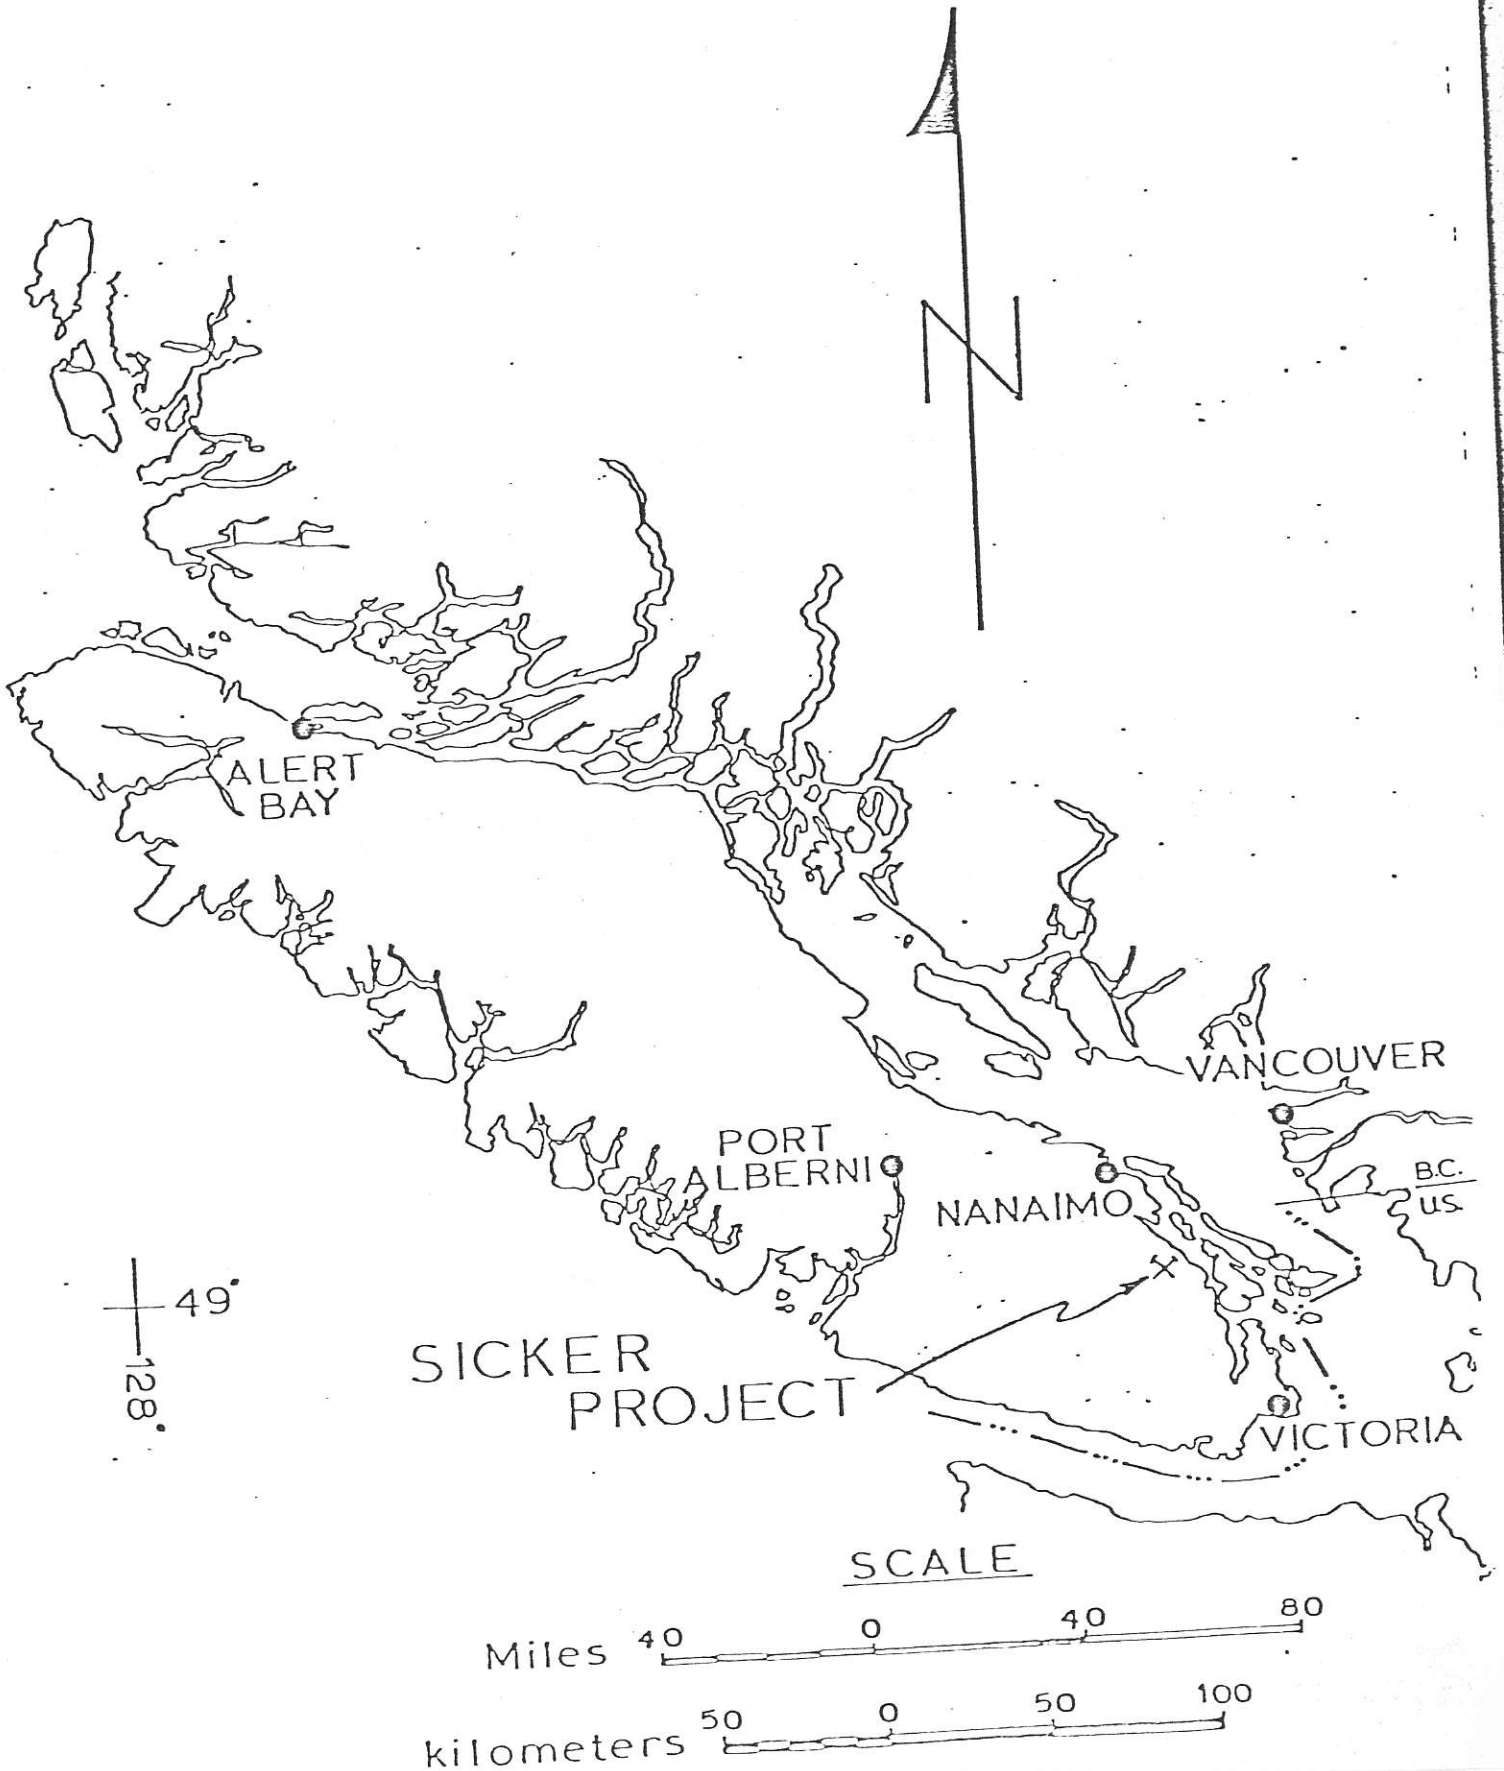 N
ALERT
BAY
VANCOUVER
PORT
ALBERNI
NANAIMO
B.C.
U.S.
49°
128°
SICKER
PROJECT
VICTORIA
SCALE
Miles 40 0 40 80
kilometers 50 0 50 100